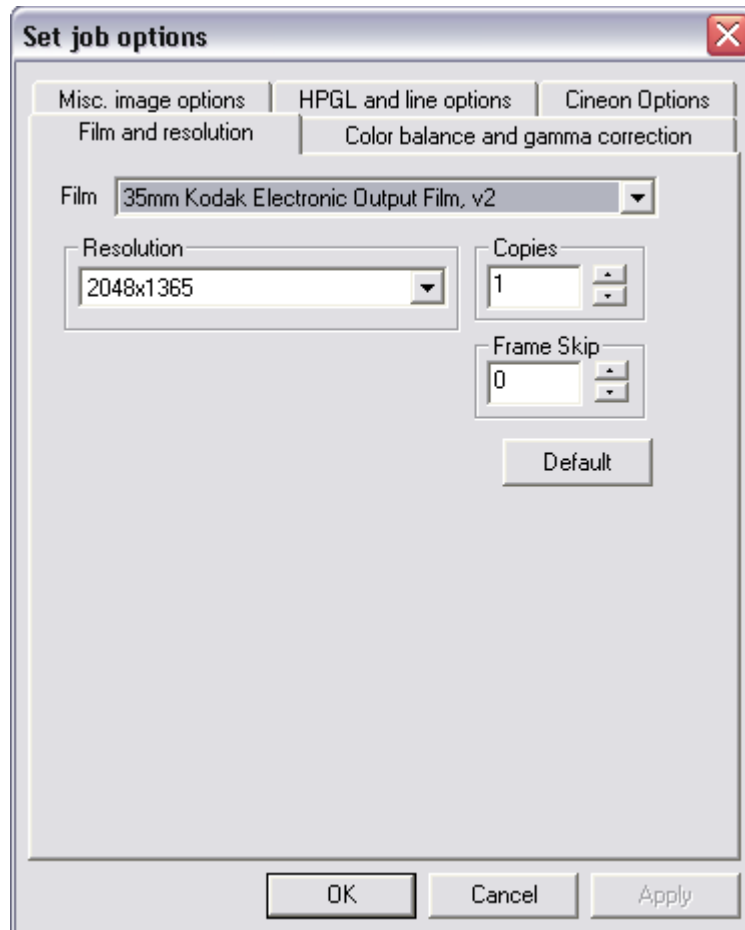 Set job options
Misc. image options
HPGL and line options
Cineon Options
Film and resolution
Color balance and gamma correction
Film
35mm Kodak Electronic Output Film, v2
Resolution
2048x1365
Copies
1
Frame Skip
0
Default
OK
Cancel
Apply